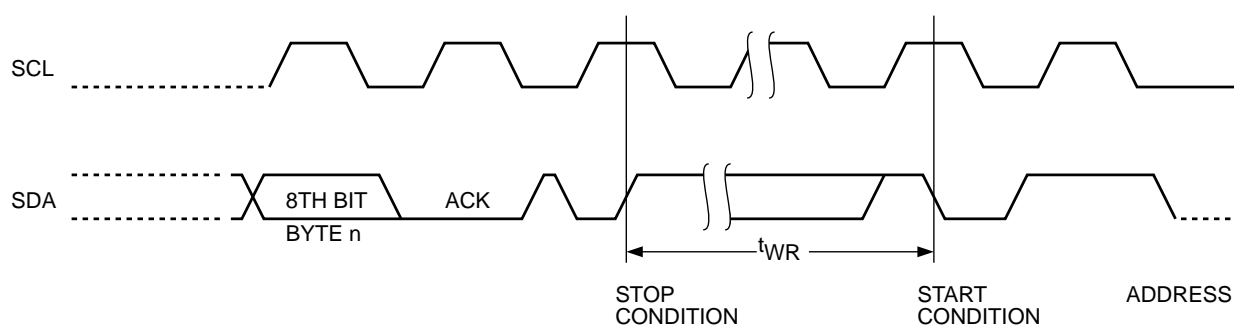 SCL
SDA
8TH BIT
ACK
BYTE n
tWR
STOP
CONDITION
START
CONDITION
ADDRESS